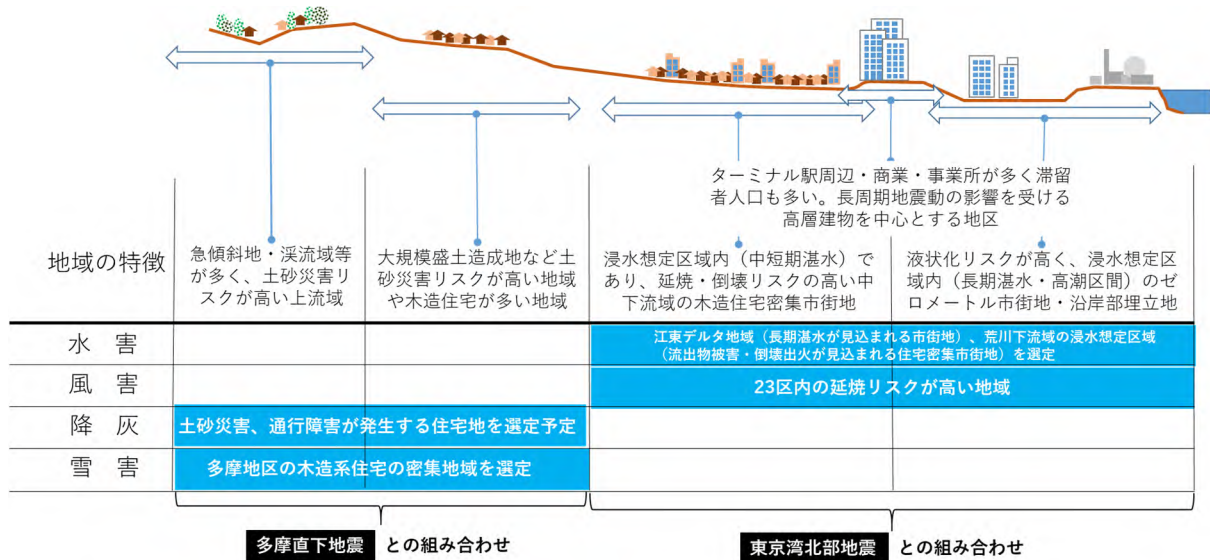 ターミナル駅周辺・商業・事業所が多く滞留
者人口も多い。長周期地震動の影響を受ける
高層建物を中心とする地区
地域の特徴
急傾斜地・渓流域等
が多く、土砂災害リ
スクが高い上流域
大規模盛土造成地など土
砂災害リスクが高い地域
や木造住宅が多い地域
浸水想定区域内（中短期湛水）で
あり、延焼・倒壊リスクの高い中
下流域の木造住宅密集市街地
液状化リスクが高く、浸水想定区
域内（長期湛水・高潮区間）のゼ
ロメートル市街地・沿岸部埋立地
水 害
江東デルタ地域（長期湛水が見込まれる市街地）、荒川下流域の浸水想定区域
（流出物被害・倒壊出火が見込まれる住宅密集市街地）を選定
風 害
23区内の延焼リスクが高い地域
降 灰
土砂災害、通行障害が発生する住宅地を選定予定
雪 害
多摩地区の木造系住宅の密集地域を選定
多摩直下地震 との組み合わせ
東京湾北部地震 との組み合わせ